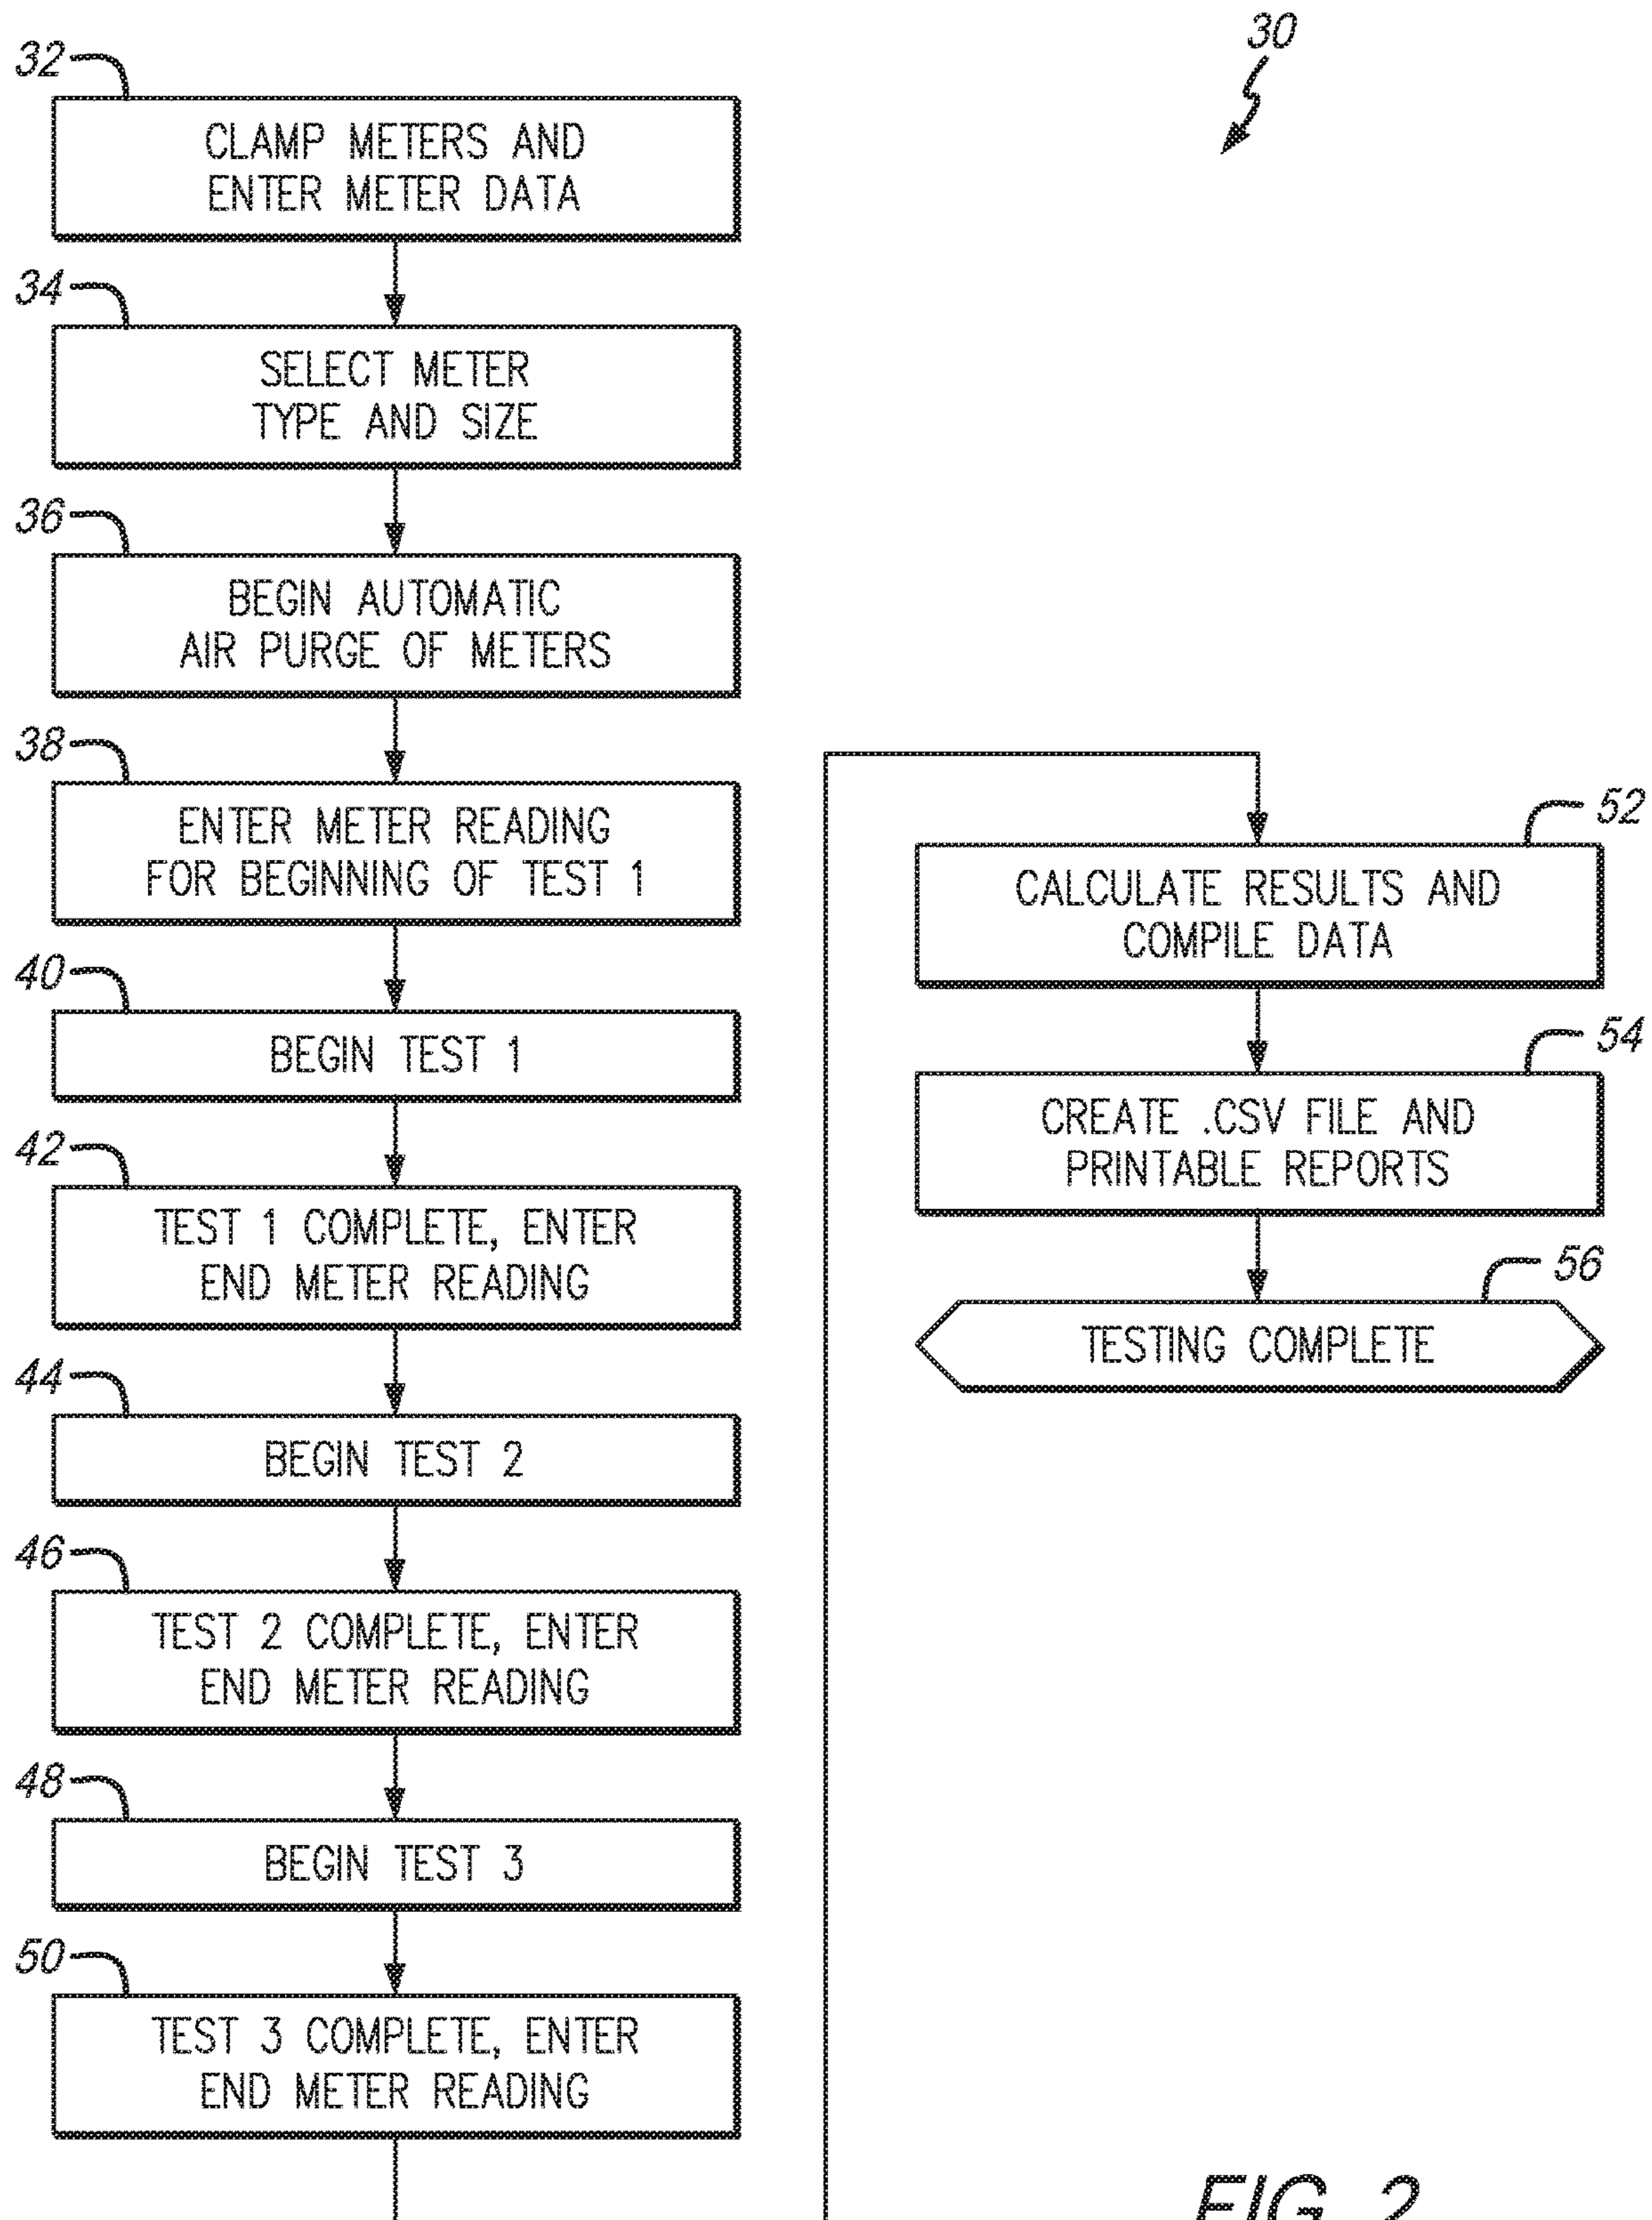 30
32
CLAMP METERS AND
ENTER METER DATA
34
SELECT METER
TYPE AND SIZE
36
BEGIN AUTOMATIC
AIR PURGE OF METERS
38
ENTER METER READING
FOR BEGINNING OF TEST 1
40
BEGIN TEST 1
42
TEST 1 COMPLETE, ENTER
END METER READING
44
BEGIN TEST 2
46
TEST 2 COMPLETE, ENTER
END METER READING
48
BEGIN TEST 3
50
TEST 3 COMPLETE, ENTER
END METER READING
52
CALCULATE RESULTS AND
COMPILE DATA
54
CREATE .CSV FILE AND
PRINTABLE REPORTS
56
TESTING COMPLETE
FIG. 2